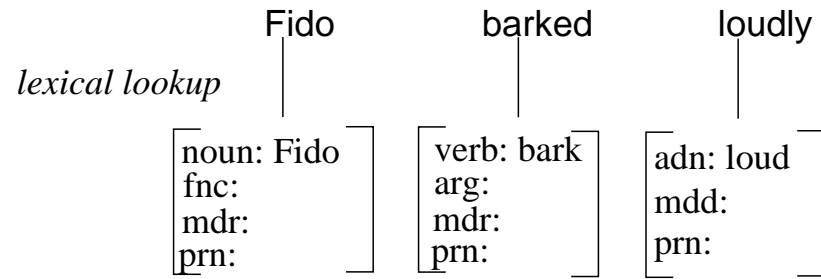 Fido barked loudly
lexical lookup
noun: Fido verb: bark adn: loud
fnc: arg: mdd:
mdr: mdr: prn:
prn: prn: